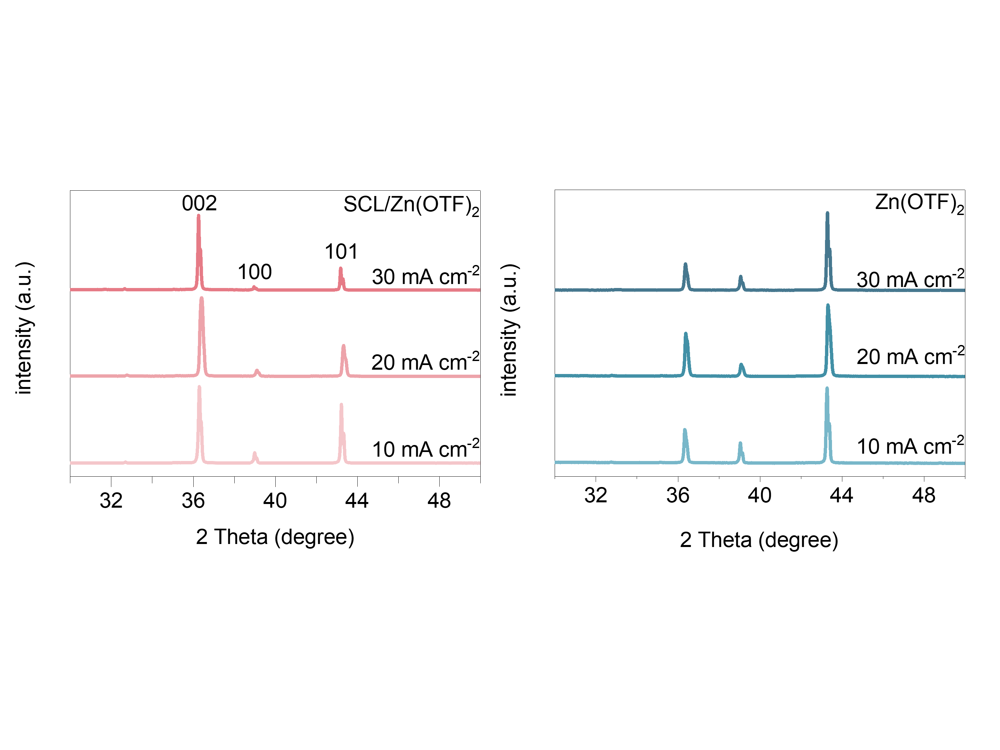 002
SCL/Zn(OTF)₂
101
100
30 mA cm⁻²
20 mA cm⁻²
10 mA cm⁻²
intensity (a.u.)
32 36 40 44 48
2 Theta (degree)
Zn(OTF)₂
30 mA cm⁻²
20 mA cm⁻²
10 mA cm⁻²
intensity (a.u.)
32 36 40 44 48
2 Theta (degree)